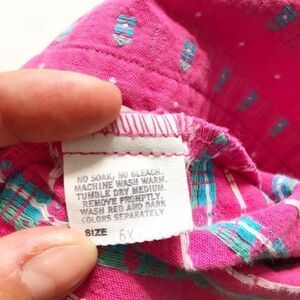 NO SOAK, NO BLEACH.
MACHINE WASH WARM.
TUMBLE DRY MEDIUM.
REMOVE PROMPTLY.
WASH RED AND DARK
COLORS SEPARATELY
SIZE 6X